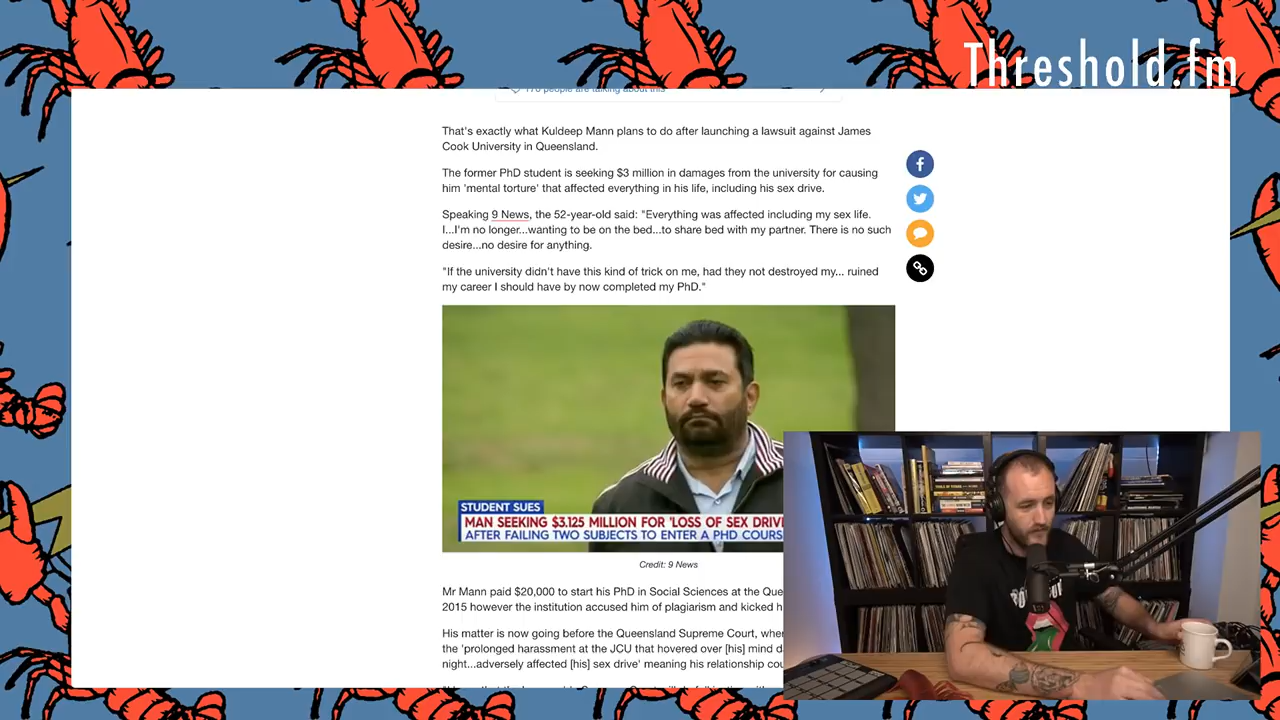 Threshold.fm
170 people are talking about this
That's exactly what Kuldeep Mann plans to do after launching a lawsuit against James
Cook University in Queensland.
The former PhD student is seeking $3 million in damages from the university for causing
him 'mental torture' that affected everything in his life, including his sex drive.
Speaking 9 News, the 52-year-old said: "Everything was affected including my sex life.
I...I'm no longer...wanting to be on the bed...to share bed with my partner. There is no such
desire...no desire for anything.
"If the university didn't have this kind of trick on me, had they not destroyed my... ruined
my career I should have by now completed my PhD."
STUDENT SUES
MAN SEEKING $3.125 MILLION FOR 'LOSS OF SEX DRIV
AFTER FAILING TWO SUBJECTS TO ENTER A PHD COURS
Credit: 9 News
Mr Mann paid $20,000 to start his PhD in Social Sciences at the Que
2015 however the institution accused him of plagiarism and kicked h
His matter is now going before the Queensland Supreme Court, wher
the 'prolonged harassment at the JCU that hovered over [his] mind d
night...adversely affected [his] sex drive' meaning his relationship cou